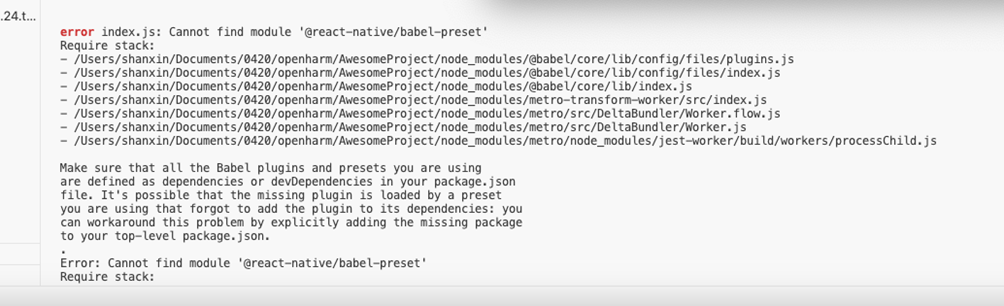 .24.t...
error index.js: Cannot find module '@react-native/babel-preset'
Require stack:
- /Users/shanxin/Documents/0420/openharm/AwesomeProject/node_modules/@babel/core/lib/config/files/plugins.js
- /Users/shanxin/Documents/0420/openharm/AwesomeProject/node_modules/@babel/core/lib/config/files/index.js
- /Users/shanxin/Documents/0420/openharm/AwesomeProject/node_modules/@babel/core/lib/index.js
- /Users/shanxin/Documents/0420/openharm/AwesomeProject/node_modules/metro-transform-worker/src/index.js
- /Users/shanxin/Documents/0420/openharm/AwesomeProject/node_modules/metro/src/DeltaBundler/Worker.flow.js
- /Users/shanxin/Documents/0420/openharm/AwesomeProject/node_modules/metro/src/DeltaBundler/Worker.js
- /Users/shanxin/Documents/0420/openharm/AwesomeProject/node_modules/metro/node_modules/jest-worker/build/workers/processChild.js
Make sure that all the Babel plugins and presets you are using
are defined as dependencies or devDependencies in your package.json
file. It's possible that the missing plugin is loaded by a preset
you are using that forgot to add the plugin to its dependencies: you
can workaround this problem by explicitly adding the missing package
to your top-level package.json.
.
Error: Cannot find module '@react-native/babel-preset'
Require stack: